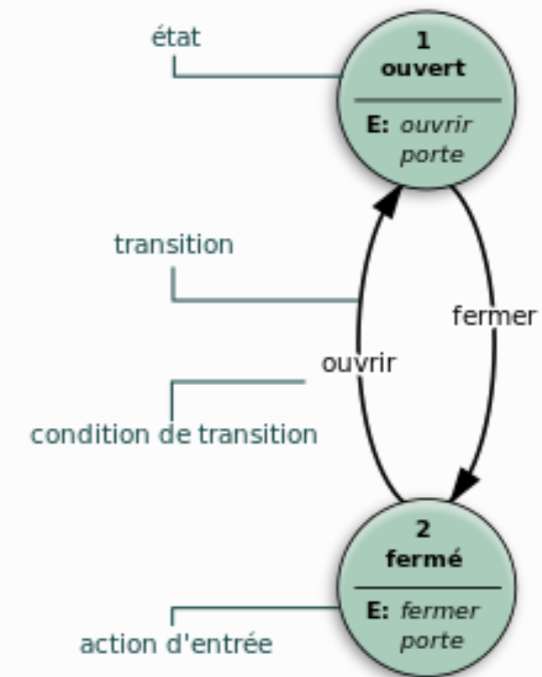 état
1
ouvert
E: ouvrir
porte
transition
fermer
ouvrir
condition de transition
2
fermé
E: fermer
porte
action d'entrée